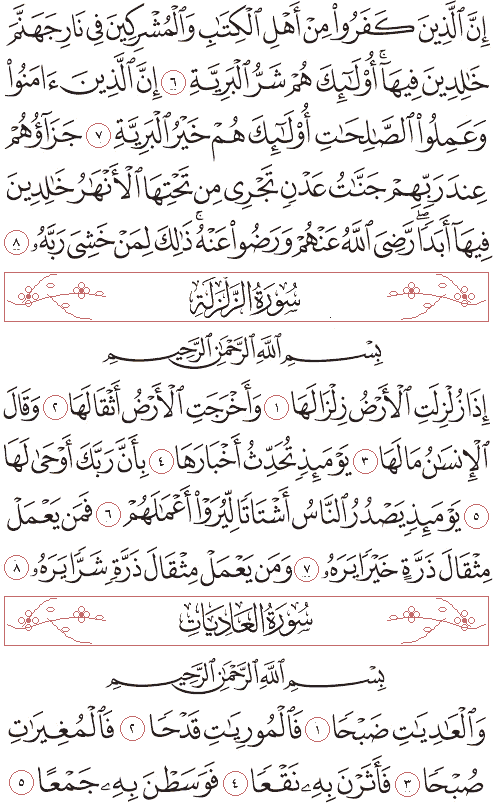 إِنَّ ٱلَّذِينَ كَفَرُواْ مِنْ أَهْلِ ٱلْكِتَٰبِ وَٱلْمُشْرِكِينَ فِى نَارِ جَهَنَّمَ
خَٰلِدِينَ فِيهَآ ۚ أُوْلَٰٓئِكَ هُمْ شَرُّ ٱلْبَرِيَّةِ ٦ إِنَّ ٱلَّذِينَ ءَامَنُواْ
وَعَمِلُواْ ٱلصَّٰلِحَٰتِ أُوْلَٰٓئِكَ هُمْ خَيْرُ ٱلْبَرِيَّةِ ٧ جَزَآؤُهُمْ
عِندَ رَبِّهِمْ جَنَّٰتُ عَدْنٍ تَجْرِى مِن تَحْتِهَا ٱلْأَنْهَٰرُ خَٰلِدِينَ
فِيهَآ أَبَدًا ۖ رَّضِىَ ٱللَّهُ عَنْهُمْ وَرَضُواْ عَنْهُ ۚ ذَٰلِكَ لِمَنْ خَشِىَ رَبَّهُۥ ٨
سُورَةُ الزَّلْزَلَةِ
بِسْمِ ٱللَّهِ ٱلرَّحْمَٰنِ ٱلرَّحِيمِ
إِذَا زُلْزِلَتِ ٱلْأَرْضُ زِلْزَالَهَا ١ وَأَخْرَجَتِ ٱلْأَرْضُ أَثْقَالَهَا ٢ وَقَالَ
ٱلْإِنسَٰنُ مَا لَهَا ٣ يَوْمَئِذٍ تُحَدِّثُ أَخْبَارَهَا ٤ بِأَنَّ رَبَّكَ أَوْحَىٰ لَهَا
٥ يَوْمَئِذٍ يَصْدُرُ ٱلنَّاسُ أَشْتَاتًا لِّيُرَوْاْ أَعْمَٰلَهُمْ ٦ فَمَن يَعْمَلْ
مِثْقَالَ ذَرَّةٍ خَيْرًا يَرَهُۥ ٧ وَمَن يَعْمَلْ مِثْقَالَ ذَرَّةٍ شَرًّا يَرَهُۥ ٨
سُورَةُ العَادِيَاتِ
بِسْمِ ٱللَّهِ ٱلرَّحْمَٰنِ ٱلرَّحِيمِ
وَٱلْعَٰدِيَٰتِ ضَبْحًا ١ فَٱلْمُورِيَٰتِ قَدْحًا ٢ فَٱلْمُغِيرَٰتِ
صُبْحًا ٣ فَأَثَرْنَ بِهِۦ نَقْعًا ٤ فَوَسَطْنَ بِهِۦ جَمْعًا ٥